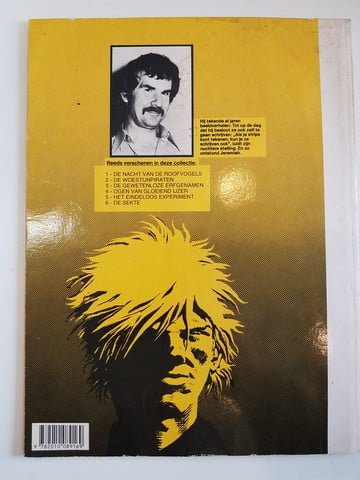 Hij tekende al jaren
beeldverhalen. Tot op de dag
dat hij besloot ze ook zelf te
gaan schrijven: „Als je strips
kunt tekenen, kun je ze
schrijven ook”, luidt zijn
nuchtere stelling. En zo
ontstond Jeremiah.
Reeds verschenen in deze collectie:
1 - DE NACHT VAN DE ROOFVOGELS
2 - DE WOESTIJNPIRATEN
3 - DE GEWETENLOZE ERFGENAMEN
4 - OGEN VAN GLOEIEND IJZER
5 - HET EINDELOOS EXPERIMENT
6 - DE SEKTE
9 782010 089169